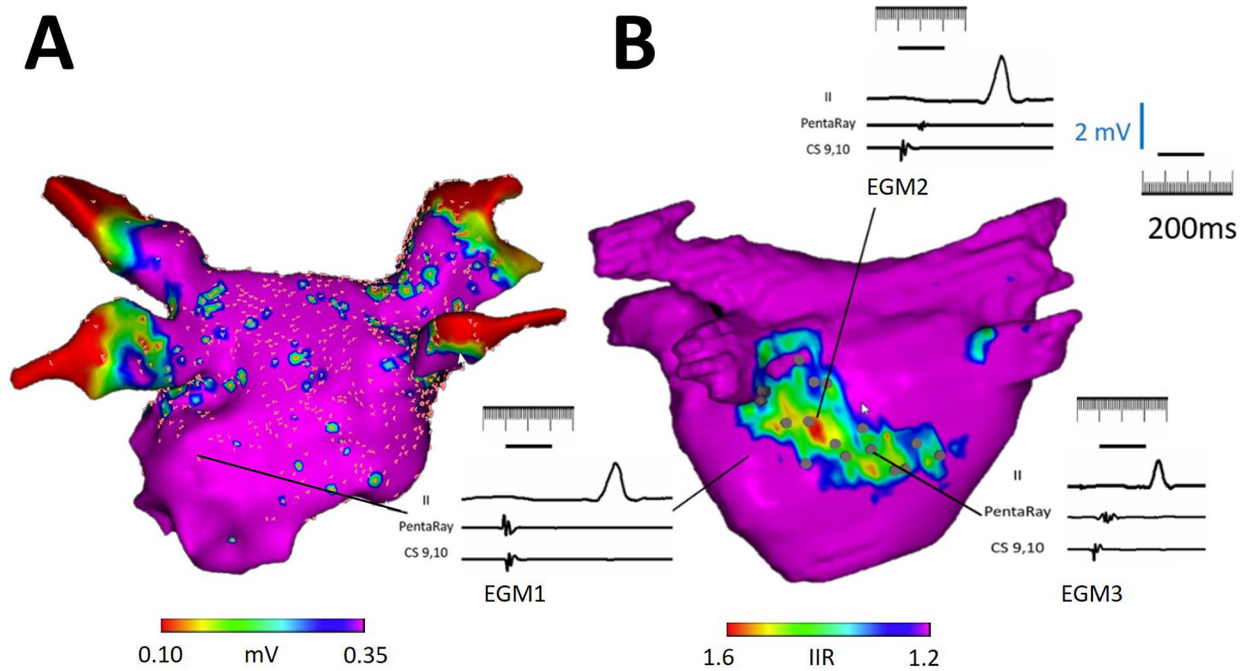 A
B
II
PentaRay
CS 9,10
EGM2
2 mV
200ms
II
PentaRay
CS 9,10
EGM1
II
PentaRay
CS 9,10
EGM3
0.10 mV 0.35
1.6 IIR 1.2